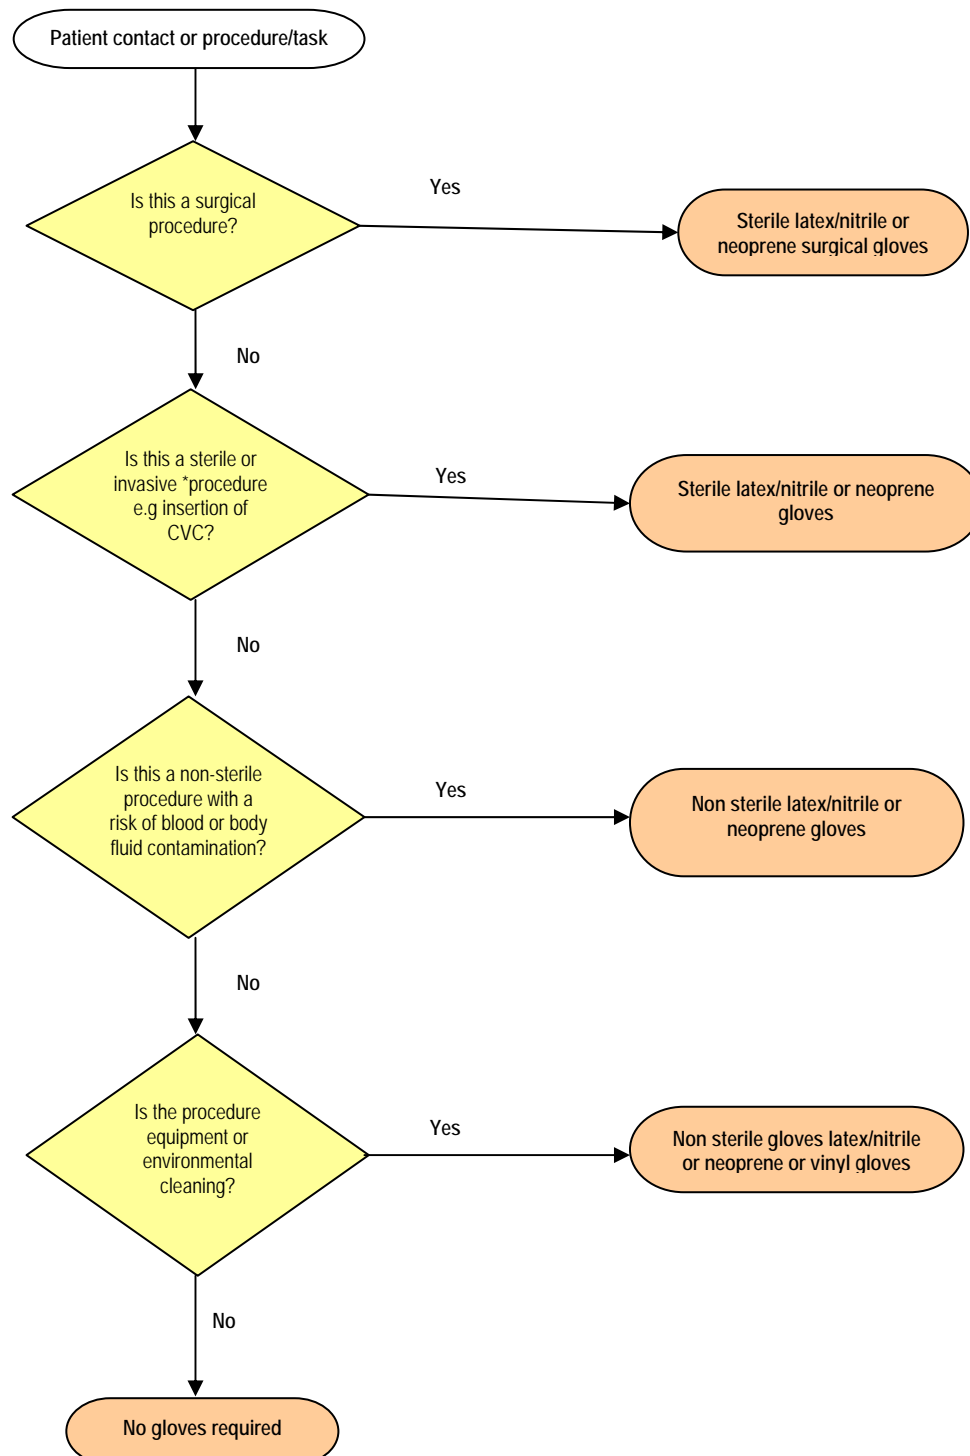 Patient contact or procedure/task
Is this a surgical
procedure?
Yes
Sterile latex/nitrile or
neoprene surgical gloves
No
Is this a sterile or
invasive *procedure
e.g insertion of
CVC?
Yes
Sterile latex/nitrile or neoprene
gloves
No
Is this a non-sterile
procedure with a
risk of blood or body
fluid contamination?
Yes
Non sterile latex/nitrile or
neoprene gloves
No
Is the procedure
equipment or
environmental
cleaning?
Yes
Non sterile gloves latex/nitrile
or neoprene or vinyl gloves
No
No gloves required